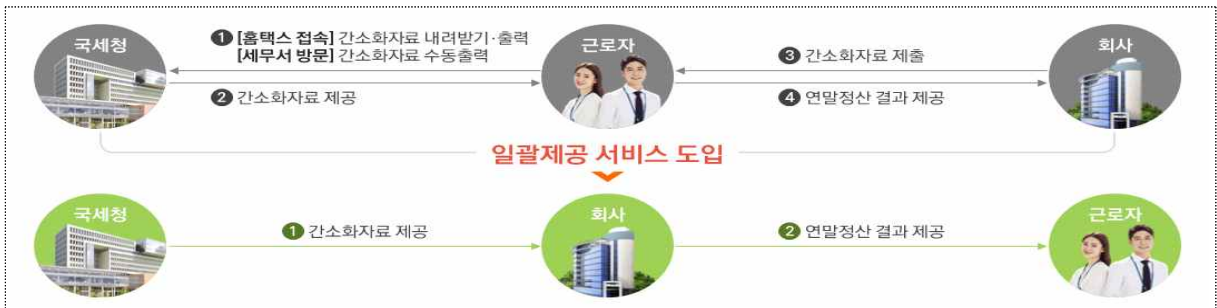 국세청
❶ [홈택스 접속] 간소화자료 내려받기·출력
[세무서 방문] 간소화자료 수동출력
❷ 간소화자료 제공
근로자
❸ 간소화자료 제출
❹ 연말정산 결과 제공
회사
일괄제공 서비스 도입
국세청
❶ 간소화자료 제공
회사
❷ 연말정산 결과 제공
근로자